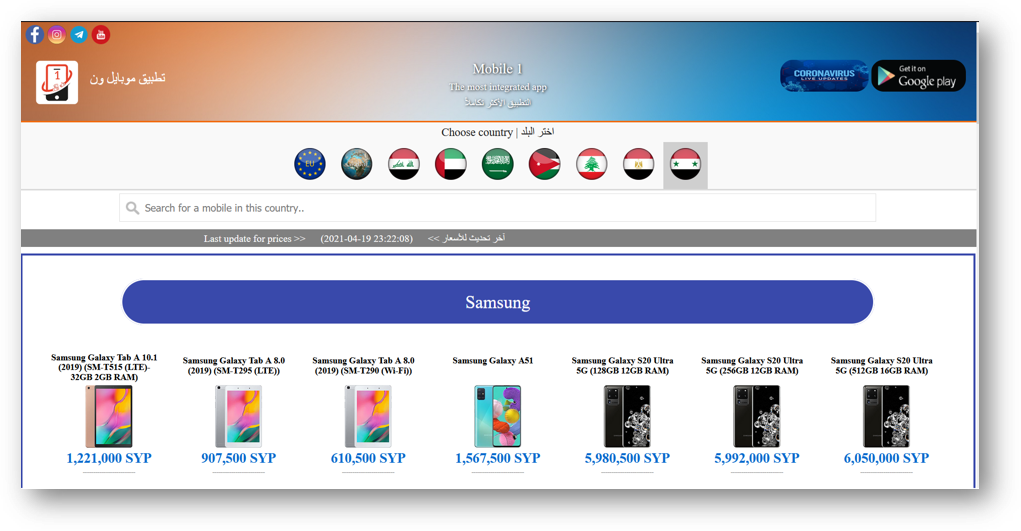 تطبيق موبايل ون
Mobile 1
The most integrated app
التطبيق الأكثر تكاملاً
CORONAVIRUS
LIVE UPDATES
Get it on
Google play
Choose country | اختر البلد
EU
Search for a mobile in this country..
Last update for prices >> (2021-04-19 23:22:08) << آخر تحديث للأسعار
Samsung
Samsung Galaxy Tab A 10.1
(2019) (SM-T515 (LTE)-
32GB 2GB RAM)
1,221,000 SYP
Samsung Galaxy Tab A 8.0
(2019) (SM-T295 (LTE))
907,500 SYP
Samsung Galaxy Tab A 8.0
(2019) (SM-T290 (Wi-Fi))
610,500 SYP
Samsung Galaxy A51
1,567,500 SYP
Samsung Galaxy S20 Ultra
5G (128GB 12GB RAM)
5,980,500 SYP
Samsung Galaxy S20 Ultra
5G (256GB 12GB RAM)
5,992,000 SYP
Samsung Galaxy S20 Ultra
5G (512GB 16GB RAM)
6,050,000 SYP